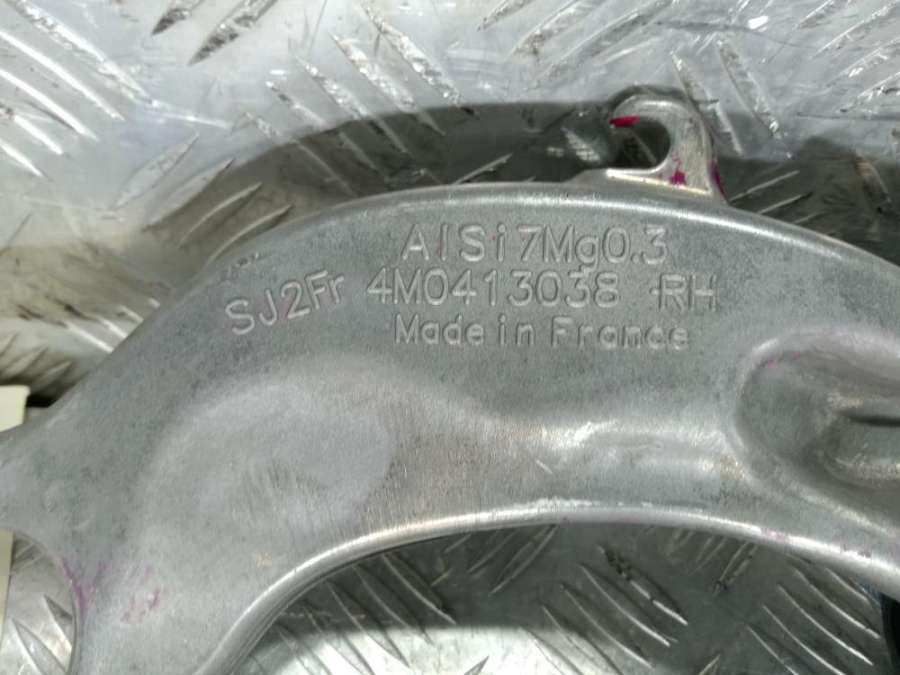 AlSi7Mg0.3
SJ2Fr 4M0413038 RH
Made in France